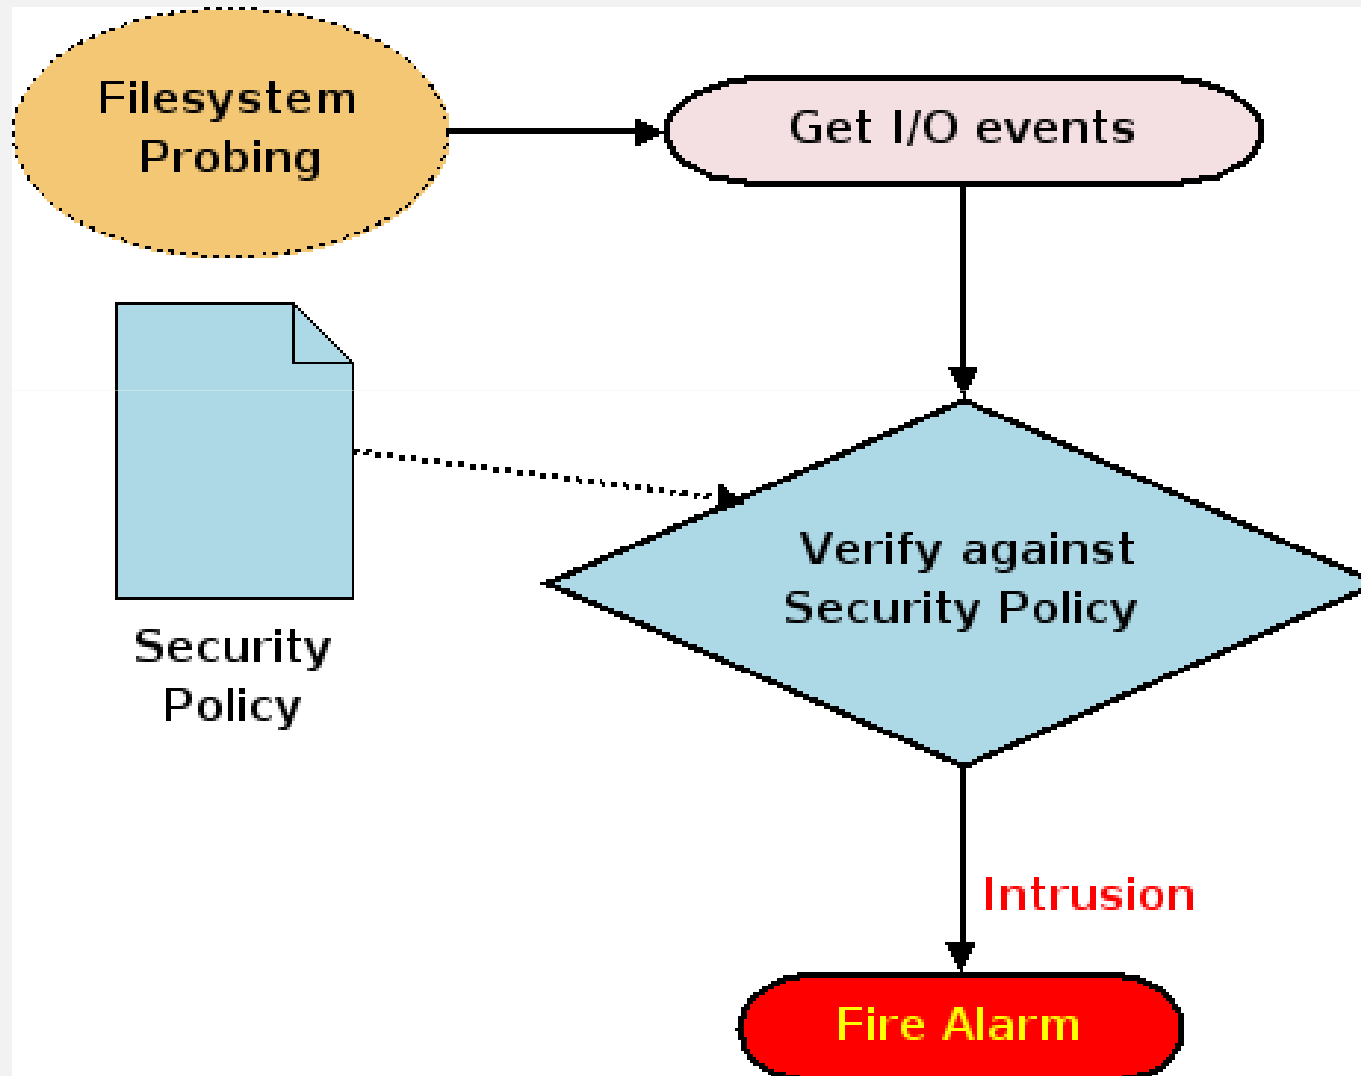 Filesystem
Probing
Get I/O events
Verify against
Security Policy
Security
Policy
Intrusion
Fire Alarm